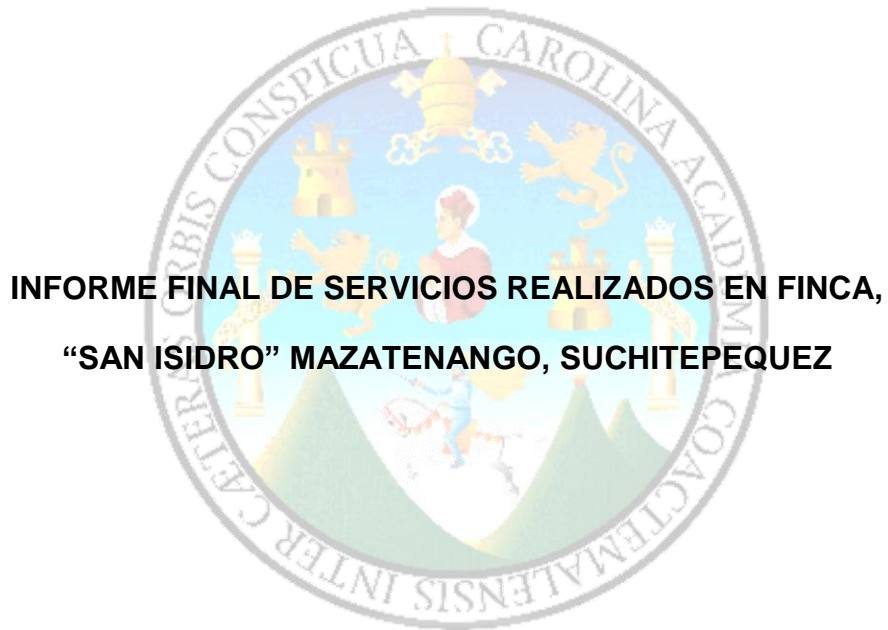 CAETERAS ORBIS CONSPICUA CAROLINA ACADEMIA COACTEMALENSIS INTER
INFORME FINAL DE SERVICIOS REALIZADOS EN FINCA,
“SAN ISIDRO” MAZATENANGO, SUCHITEPEQUEZ